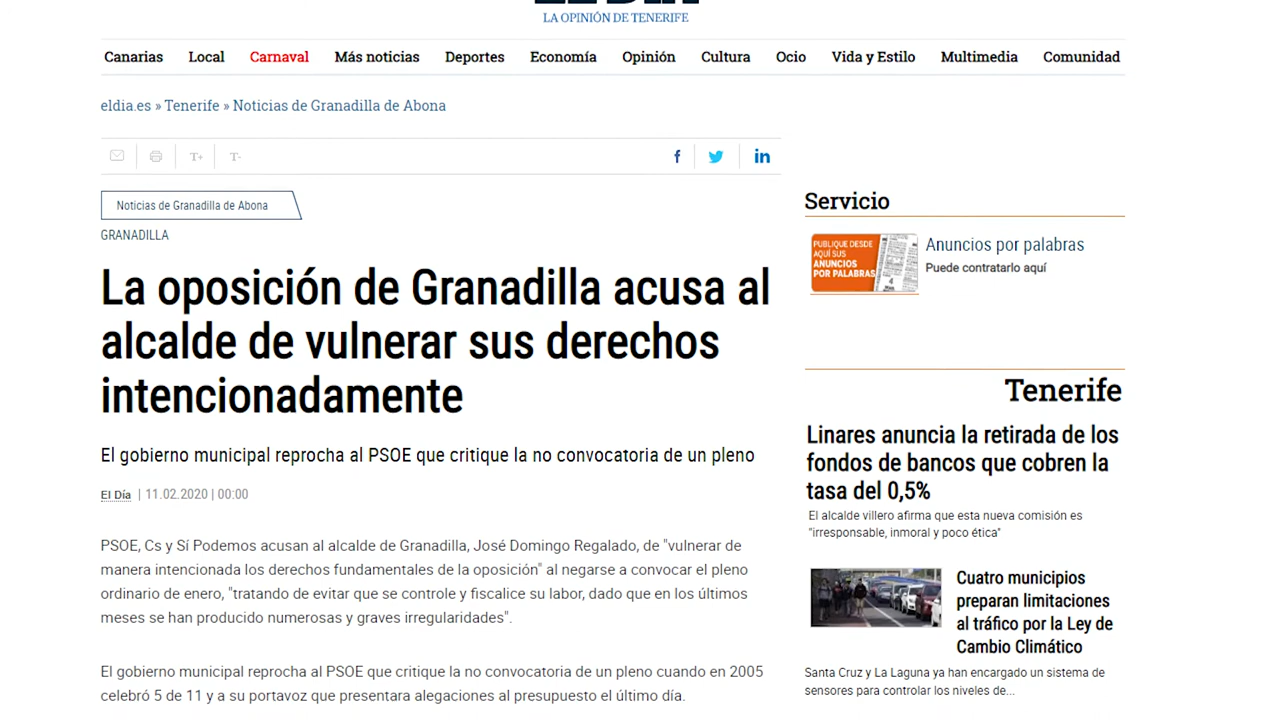 LA OPINIÓN DE TENERIFE
Canarias Local Carnaval Más noticias Deportes Economía Opinión Cultura Ocio Vida y Estilo Multimedia Comunidad
eldia.es » Tenerife » Noticias de Granadilla de Abona
T+ T-
Noticias de Granadilla de Abona
GRANADILLA
La oposición de Granadilla acusa al
alcalde de vulnerar sus derechos
intencionadamente
El gobierno municipal reprocha al PSOE que critique la no convocatoria de un pleno
El Día | 11.02.2020 | 00:00
PSOE, Cs y Sí Podemos acusan al alcalde de Granadilla, José Domingo Regalado, de "vulnerar de
manera intencionada los derechos fundamentales de la oposición" al negarse a convocar el pleno
ordinario de enero, "tratando de evitar que se controle y fiscalice su labor, dado que en los últimos
meses se han producido numerosas y graves irregularidades".
El gobierno municipal reprocha al PSOE que critique la no convocatoria de un pleno cuando en 2005
celebró 5 de 11 y a su portavoz que presentara alegaciones al presupuesto el último día.
Servicio
PUBLIQUE DESDE
AQUÍ SUS
ANUNCIOS
POR PALABRAS
Anuncios por palabras
Puede contratarlo aquí
Tenerife
Linares anuncia la retirada de los
fondos de bancos que cobren la
tasa del 0,5%
El alcalde villero afirma que esta nueva comisión es
"irresponsable, inmoral y poco ética"
Cuatro municipios
preparan limitaciones
al tráfico por la Ley de
Cambio Climático
Santa Cruz y La Laguna ya han encargado un sistema de
sensores para controlar los niveles de...